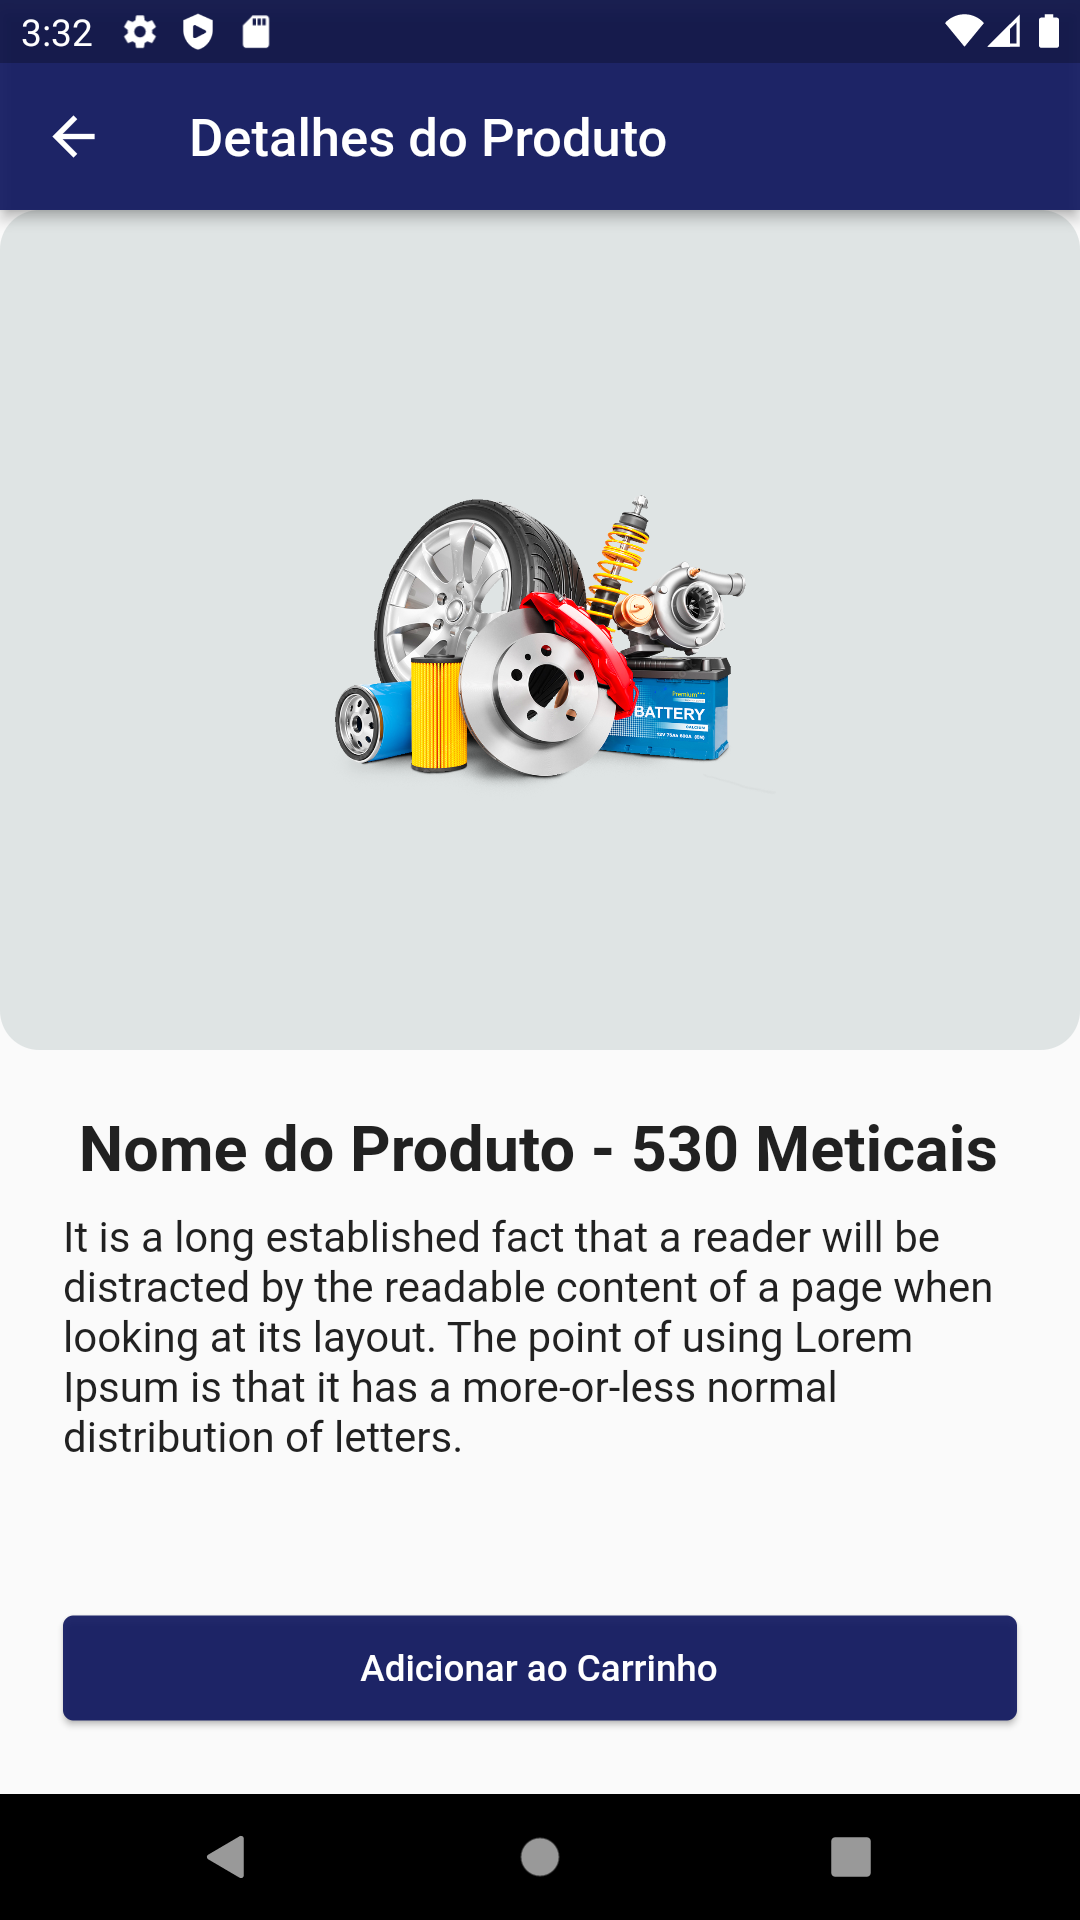 3:32
Detalhes do Produto
Premium
BATTERY
CALCIUM
Nome do Produto - 530 Meticais
It is a long established fact that a reader will be
distracted by the readable content of a page when
looking at its layout. The point of using Lorem
Ipsum is that it has a more-or-less normal
distribution of letters.
Adicionar ao Carrinho